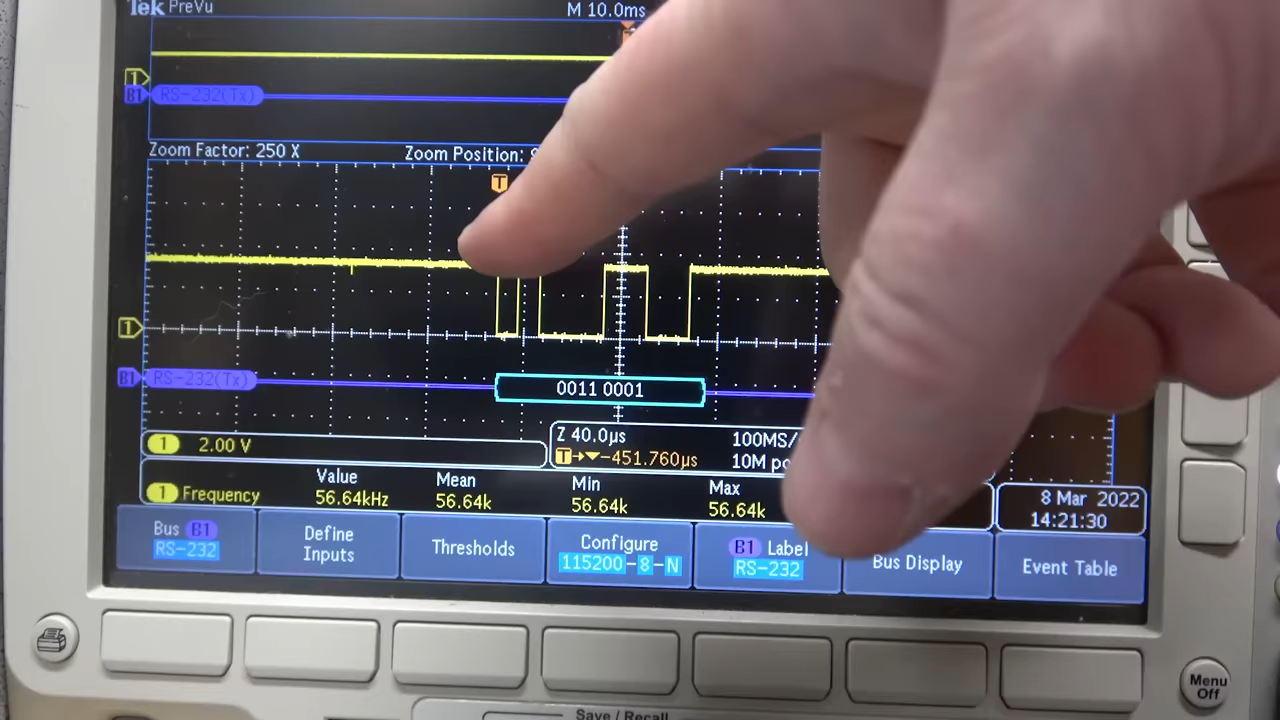 Tek PreVu M 10.0ms
1
B1 RS-232(Tx)
Zoom Factor: 250 X Zoom Position:
T
1
B1 RS-232(Tx) 0011 0001
1 2.00 V
Z 40.0μs 100MS/
T→▼-451.760μs 10M
Value Mean Min Max
1 Frequency 56.64kHz 56.64k 56.64k 56.64k
8 Mar 2022
14:21:30
Bus B1
RS-232
Define
Inputs
Thresholds
Configure
115200-8-N
B1 Label
RS-232
Bus Display
Event Table
Menu
Off
Save / Recall